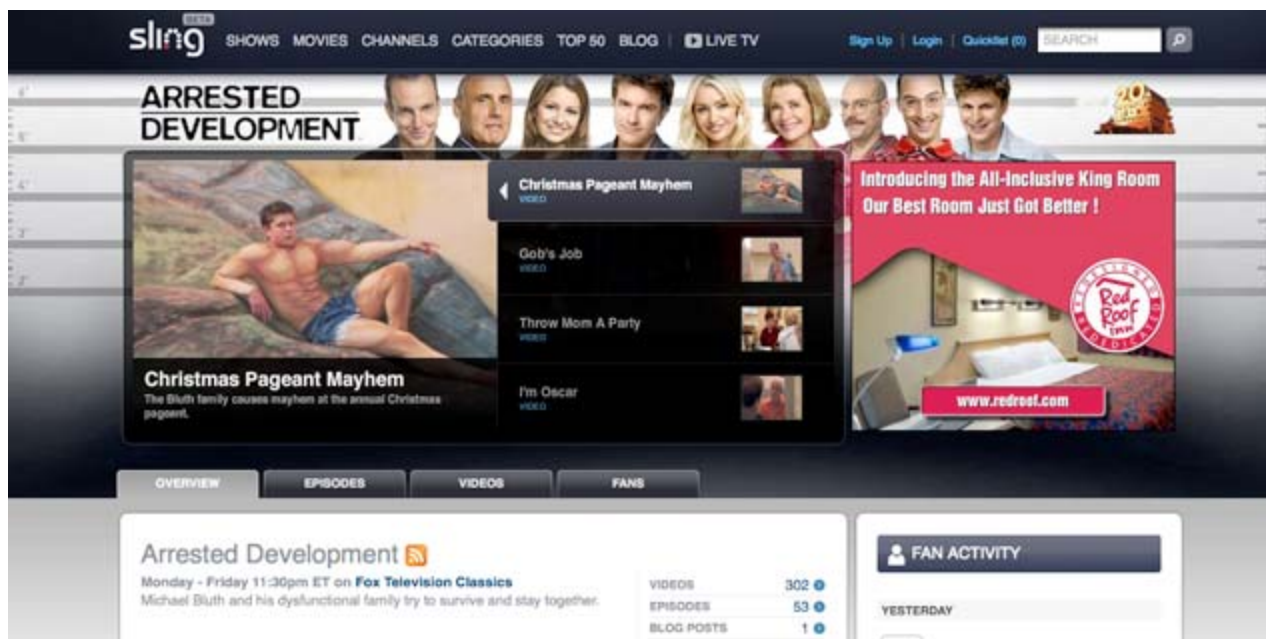 BETA
sling
SHOWS MOVIES CHANNELS CATEGORIES TOP 50 BLOG LIVE TV
Sign Up | Login | Quicklist (0) SEARCH
ARRESTED
DEVELOPMENT
20
Christmas Pageant Mayhem
VIDEO
Gob's Job
VIDEO
Throw Mom A Party
VIDEO
I'm Oscar
VIDEO
Christmas Pageant Mayhem
The Bluth family causes mayhem at the annual Christmas
pageant.
Introducing the All-Inclusive King Room
Our Best Room Just Got Better !
REDESIGNED
Red
Roof
Inn
REDEDICATED
www.redroof.com
OVERVIEW EPISODES VIDEOS FANS
Arrested Development
Monday - Friday 11:30pm ET on Fox Television Classics
Michael Bluth and his dysfunctional family try to survive and stay together.
VIDEOS 302
EPISODES 53
BLOG POSTS 1
FAN ACTIVITY
YESTERDAY